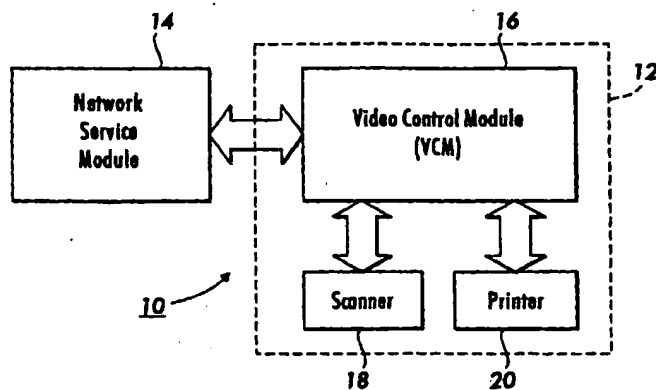 14
16
12
Network
Service
Module
Video Control Module
(VCM)
10
Scanner
Printer
18
20